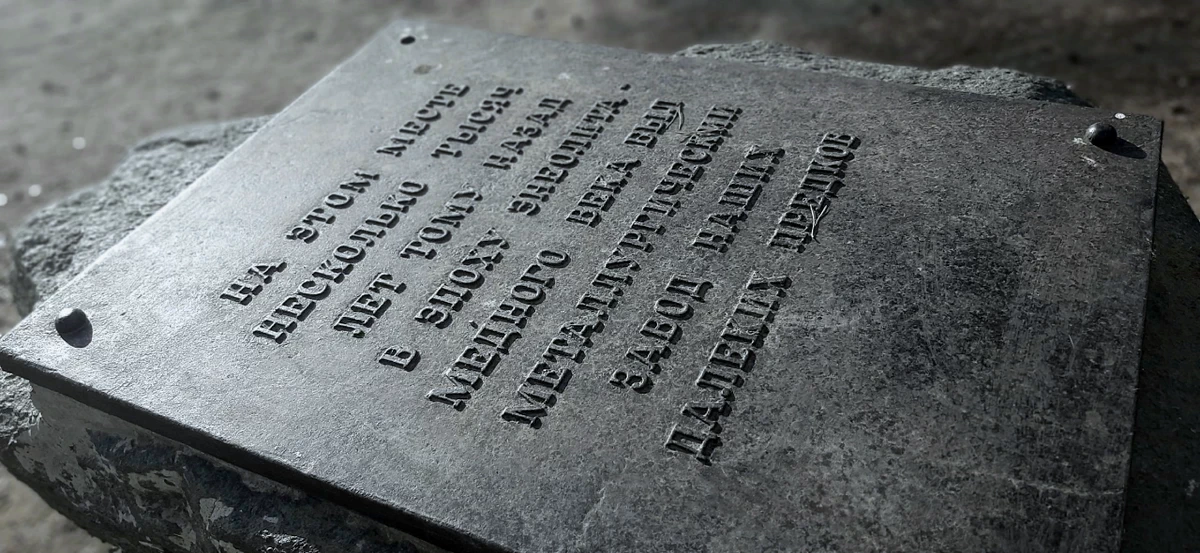 НА ЭТОМ МЕСТЕ
НЕСКОЛЬКО ТЫСЯЧ
ЛЕТ ТОМУ НАЗАД
В ЭПОХУ ЭНЕОЛИТА-
МЕДНОГО ВЕКА БЫЛ
МЕТАЛЛУРГИЧЕСКИЙ
ЗАВОД НАШИХ
ДАЛЕКИХ ПРЕДКОВ